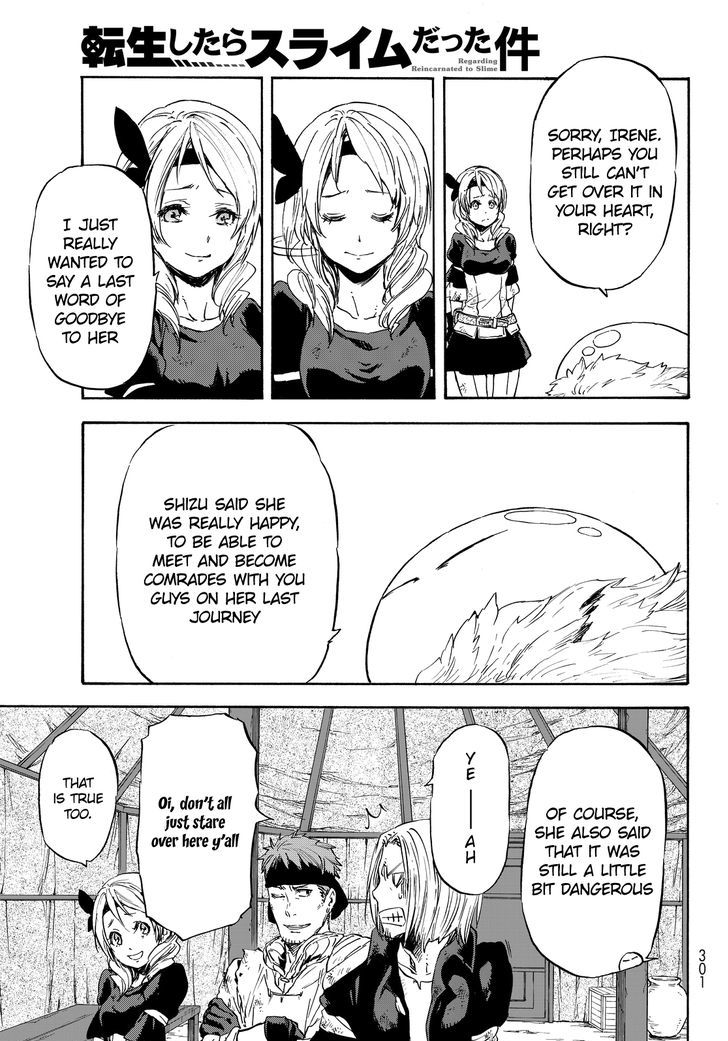 転生したらスライムだった件
Regarding
Reincarnated to Slime
SORRY, IRENE.
PERHAPS YOU
STILL CAN'T
GET OVER IT IN
YOUR HEART,
RIGHT?
I JUST
REALLY
WANTED TO
SAY A LAST
WORD OF
GOODBYE
TO HER
SHIZU SAID SHE
WAS REALLY HAPPY,
TO BE ABLE TO
MEET AND BECOME
COMRADES WITH YOU
GUYS ON HER LAST
JOURNEY
OF COURSE,
SHE ALSO SAID
THAT IT WAS
STILL A LITTLE
BIT DANGEROUS
YE—AH
Oi, don't all
just stare
over here y'all
THAT
IS TRUE
TOO.
301